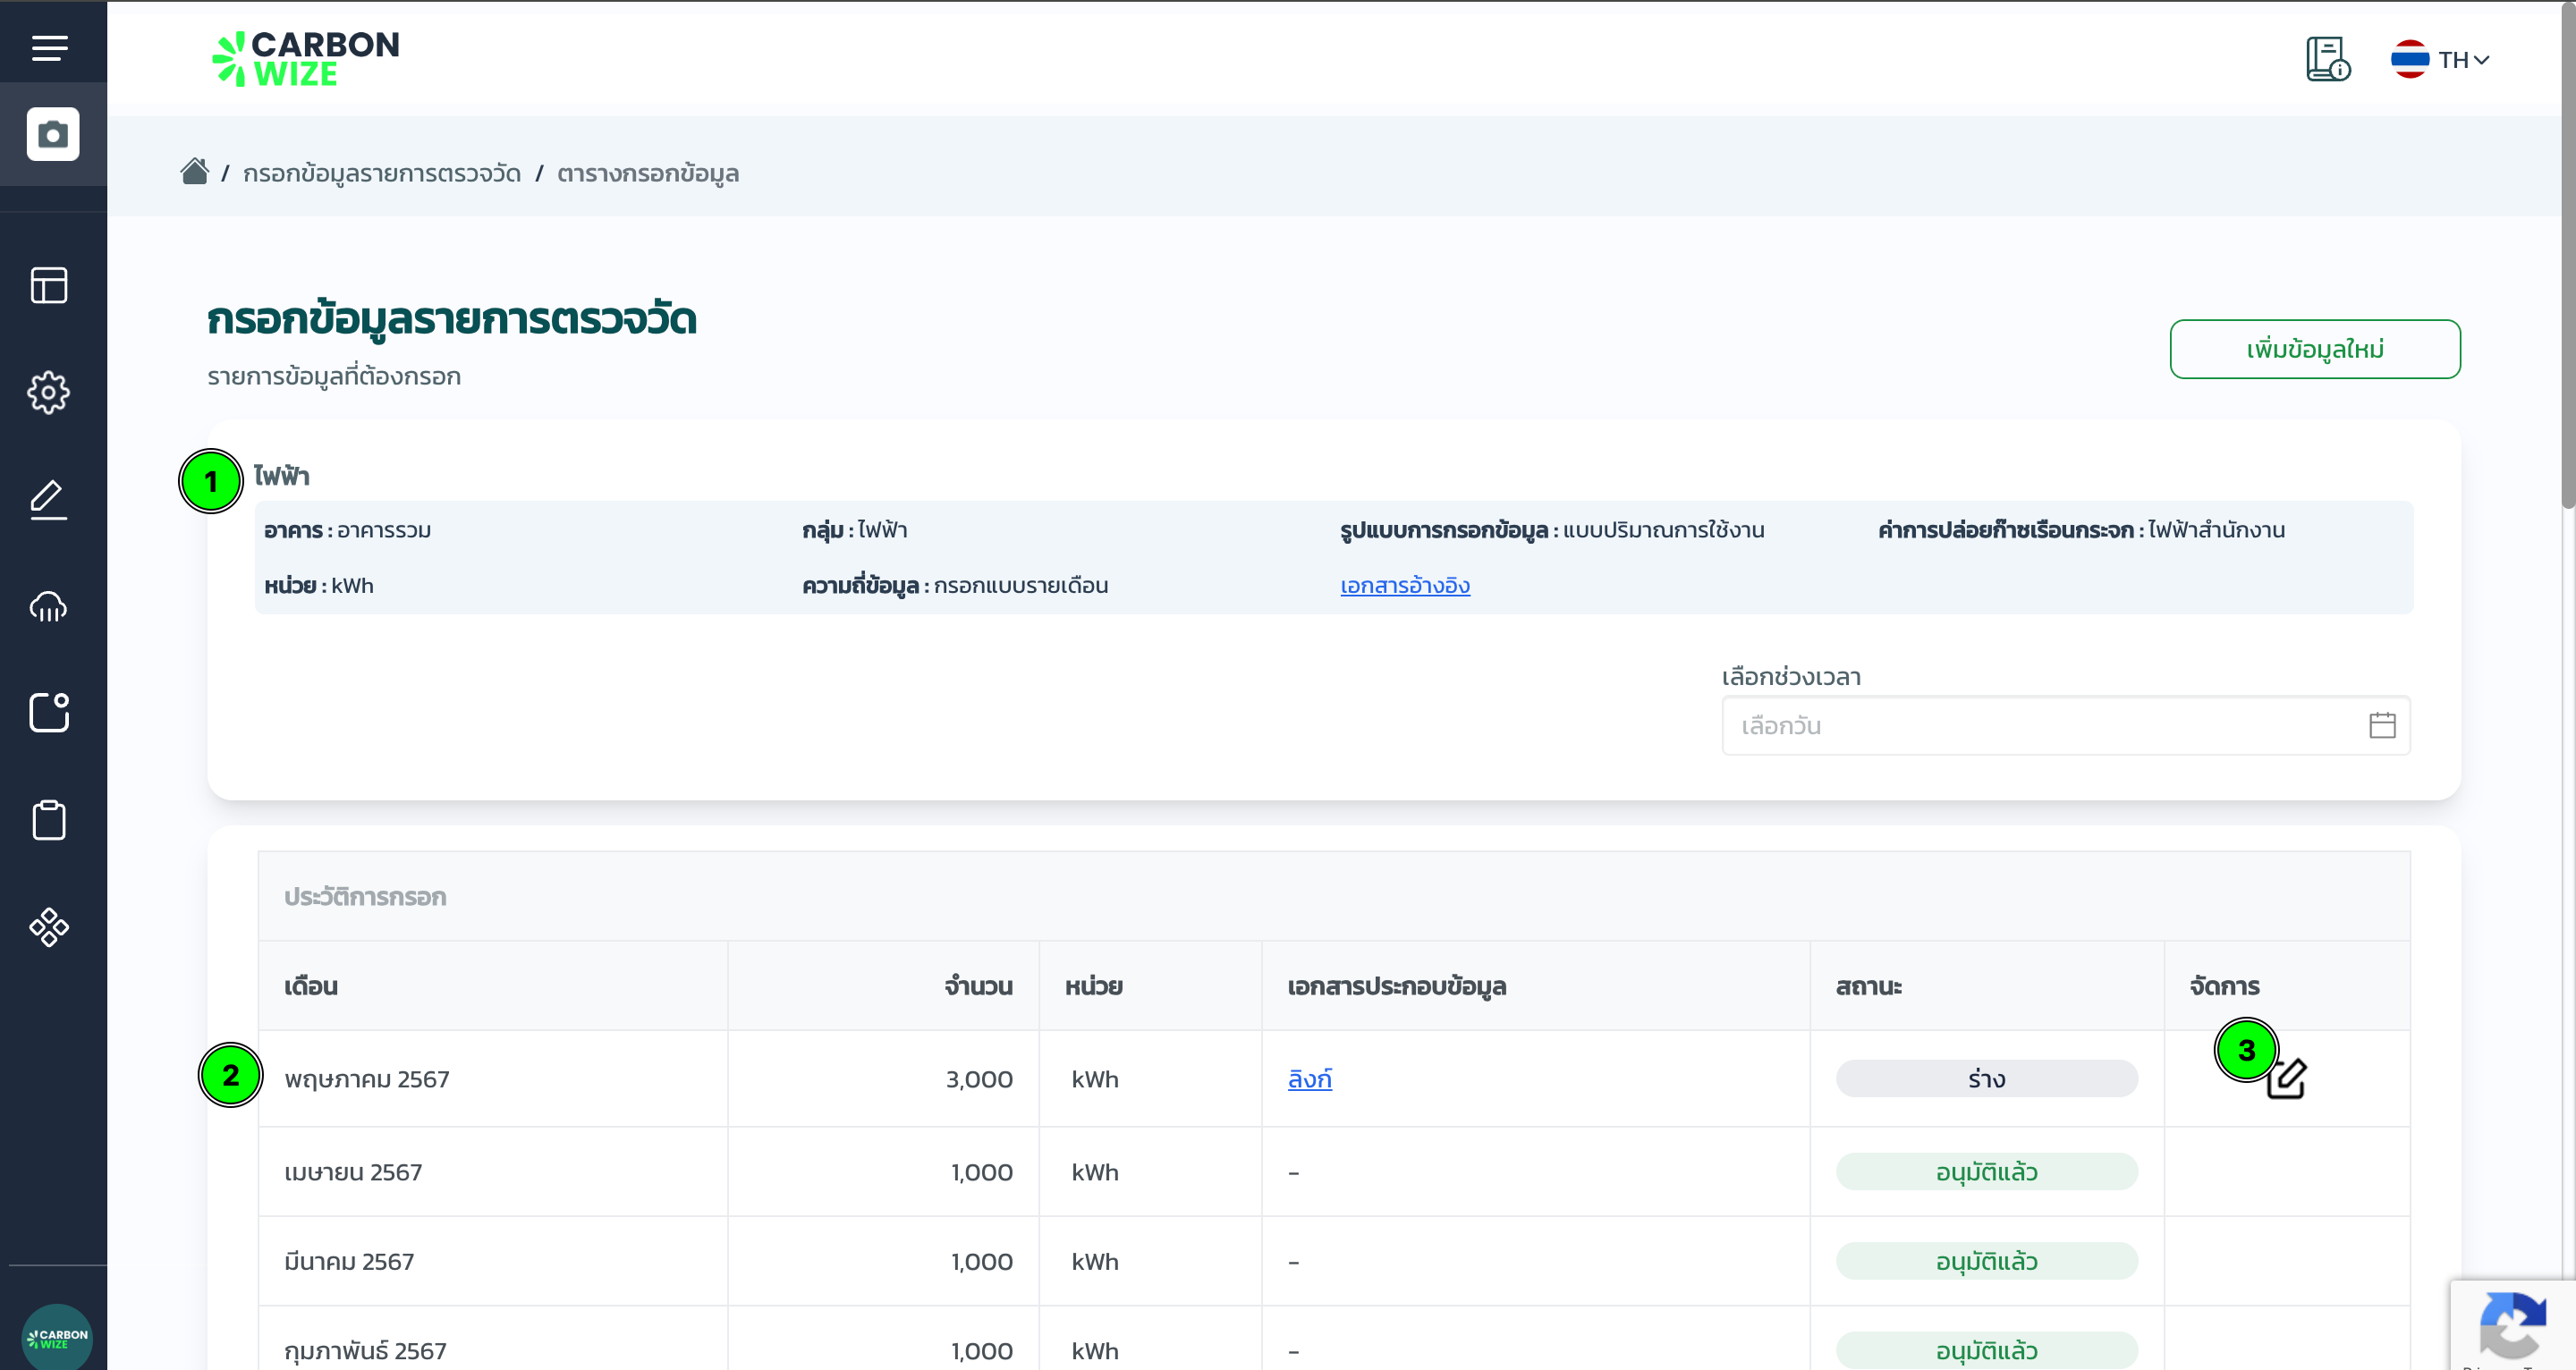 CARBON
WIZE
TH
/ กรอกข้อมูลรายการตรวจวัด / ตารางกรอกข้อมูล
กรอกข้อมูลรายการตรวจวัด
รายการข้อมูลที่ต้องกรอก
เพิ่มข้อมูลใหม่
1
ไฟฟ้า
อาคาร : อาคารรวม กลุ่ม : ไฟฟ้า รูปแบบการกรอกข้อมูล : แบบปริมาณการใช้งาน ค่าการปล่อยก๊าซเรือนกระจก : ไฟฟ้าสำนักงาน
หน่วย : kWh ความถี่ข้อมูล : กรอกแบบรายเดือน เอกสารอ้างอิง
เลือกช่วงเวลา
เลือกวัน
ประวัติการกรอก
เดือน จำนวน หน่วย เอกสารประกอบข้อมูล สถานะ จัดการ
2 พฤษภาคม 2567 3,000 kWh ลิงก์ ร่าง 3
เมษายน 2567 1,000 kWh - อนุมัติแล้ว
มีนาคม 2567 1,000 kWh - อนุมัติแล้ว
กุมภาพันธ์ 2567 1,000 kWh - อนุมัติแล้ว
CARBON
WIZE